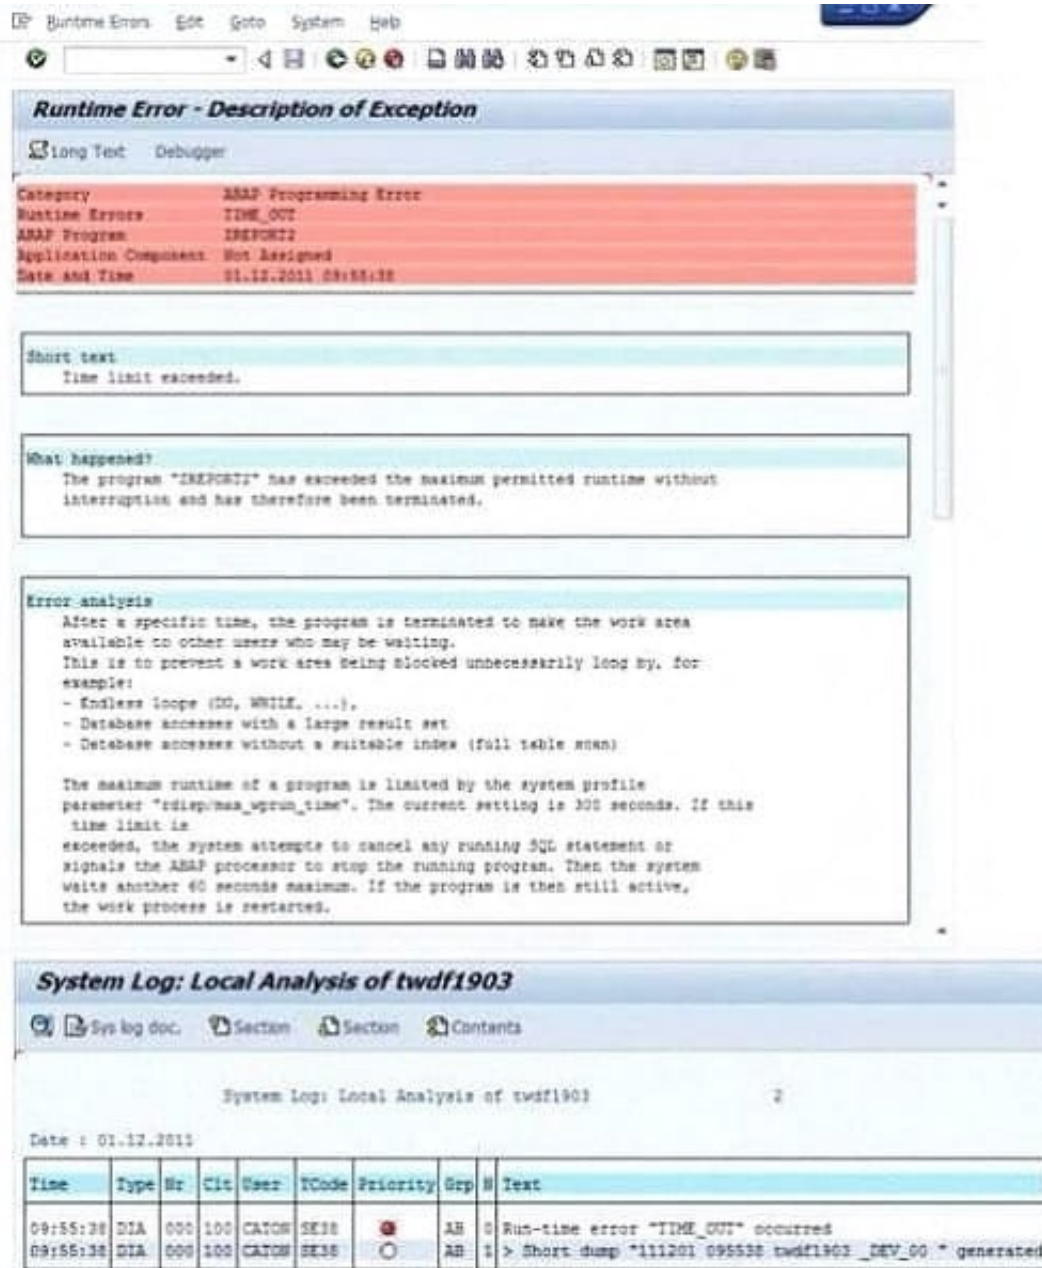 Runtime Errors Edit Goto System Help
Runtime Error - Description of Exception
Long Text Debugger
Category ABAP Programming Error
Runtime Errors TIME_OUT
ABAP Program IREPORT2
Application Component Not Assigned
Date and Time 01.12.2011 09:55:38
Short text
Time limit exceeded.
What happened?
The program "IREPORT2" has exceeded the maximum permitted runtime without
interruption and has therefore been terminated.
Error analysis
After a specific time, the program is terminated to make the work area
available to other users who may be waiting.
This is to prevent a work area being blocked unnecessarily long by, for
example:
- Endless loops (DO, WHILE, ...),
- Database accesses with a large result set
- Database accesses without a suitable index (full table scan)
The maximum runtime of a program is limited by the system profile
parameter "rdisp/max_wprun_time". The current setting is 300 seconds. If this
time limit is
exceeded, the system attempts to cancel any running SQL statement or
signals the ABAP processor to stop the running program. Then the system
waits another 60 seconds maximum. If the program is then still active,
the work process is restarted.
System Log: Local Analysis of twdf1903
Sys log doc. Section Section Contents
System Log: Local Analysis of twdf1903 2
Date : 01.12.2011
Time Type Nr Clt User TCode Priority Grp N Text
09:55:38 DIA 000 100 CATON SE38 AB 0 Run-time error "TIME_OUT" occurred
09:55:38 DIA 000 100 CATON SE38 AB 1 > Short dump "111201 095538 twdf1903 _DEV_00 " generated